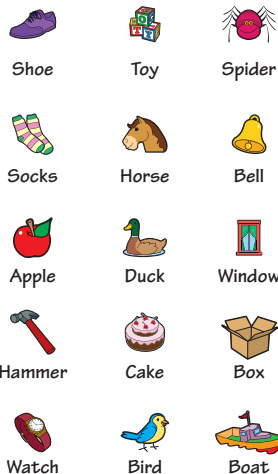 Shoe Toy Spider
Socks Horse Bell
Apple Duck Window
Hammer Cake Box
Watch Bird Boat